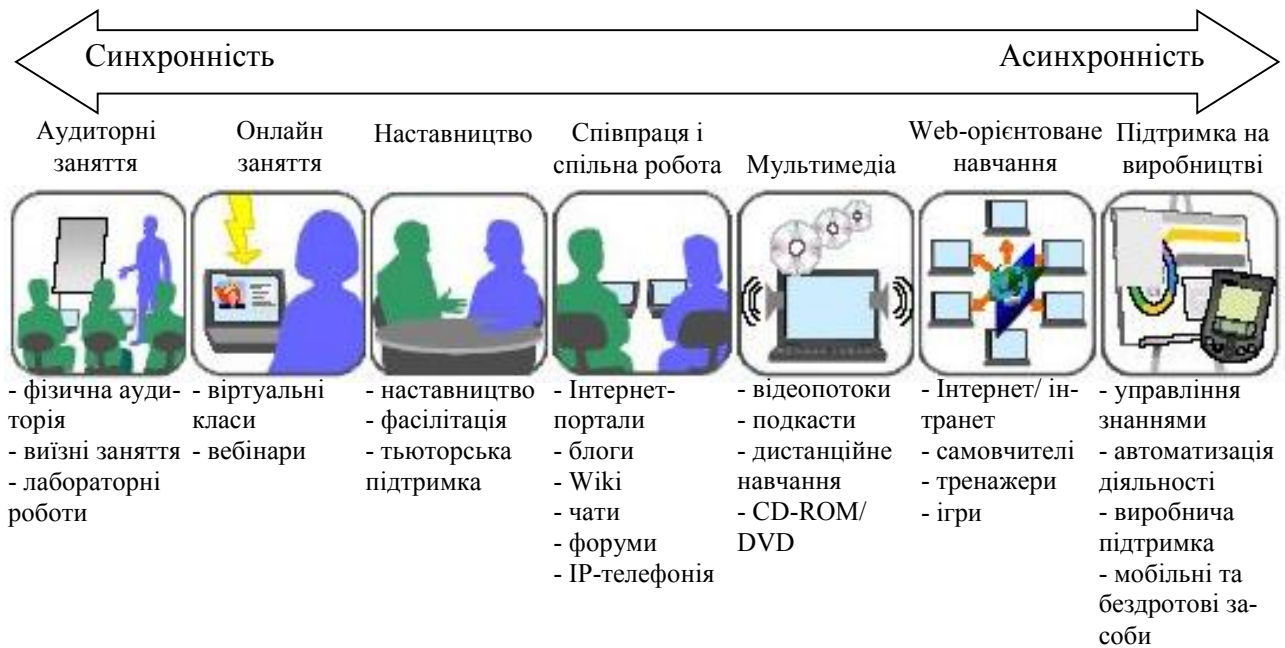 Синхронність
Асинхронність
Аудиторні
заняття
Онлайн
заняття
Наставництво
Співпраця і
спільна робота
Мультимедіа
Web-орієнтоване
навчання
Підтримка на
виробництві
- фізична ауди-
торія
- виїзні заняття
- лабораторні
роботи
- віртуальні
класи
- вебінари
- наставництво
- фасілітація
- тьюторська
підтримка
- Інтернет-
портали
- блоги
- Wiki
- чати
- форуми
- IP-телефонія
- відеопотоки
- подкасти
- дистанційне
навчання
- CD-ROM/
DVD
- Інтернет/ ін-
транет
- самовчителі
- тренажери
- ігри
- управління
знаннями
- автоматизація
діяльності
- виробнича
підтримка
- мобільні та
бездротові за-
соби